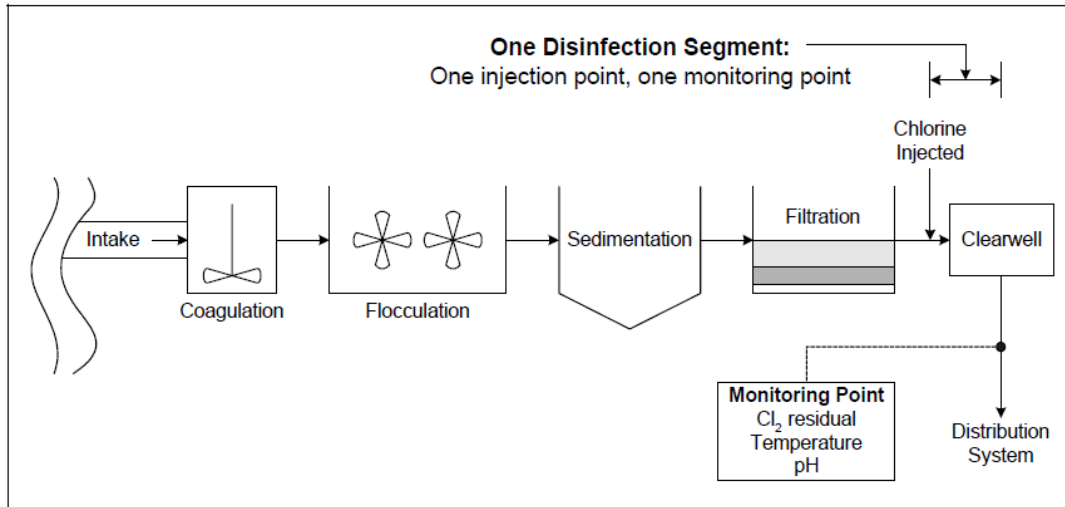 One Disinfection Segment:
One injection point, one monitoring point
Chlorine
Injected
Intake
Coagulation
Flocculation
Sedimentation
Filtration
Clearwell
Monitoring Point
Cl₂ residual
Temperature
pH
Distribution
System